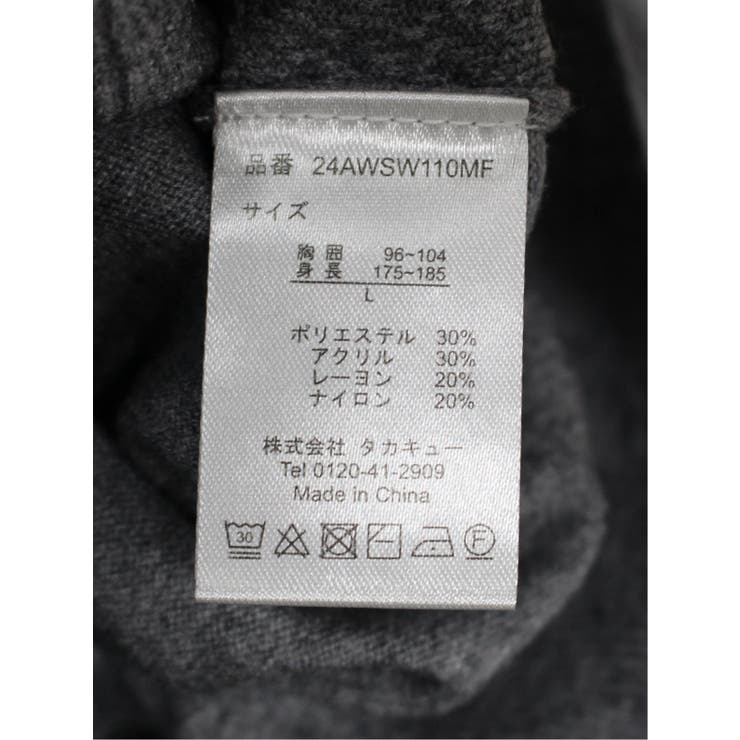 品番 24AWSW110MF
サイズ
胸囲 96~104
身長 175~185
L
ポリエステル 30%
アクリル 30%
レーヨン 20%
ナイロン 20%
株式会社 タカキュー
Tel 0120-41-2909
Made in China
30 F